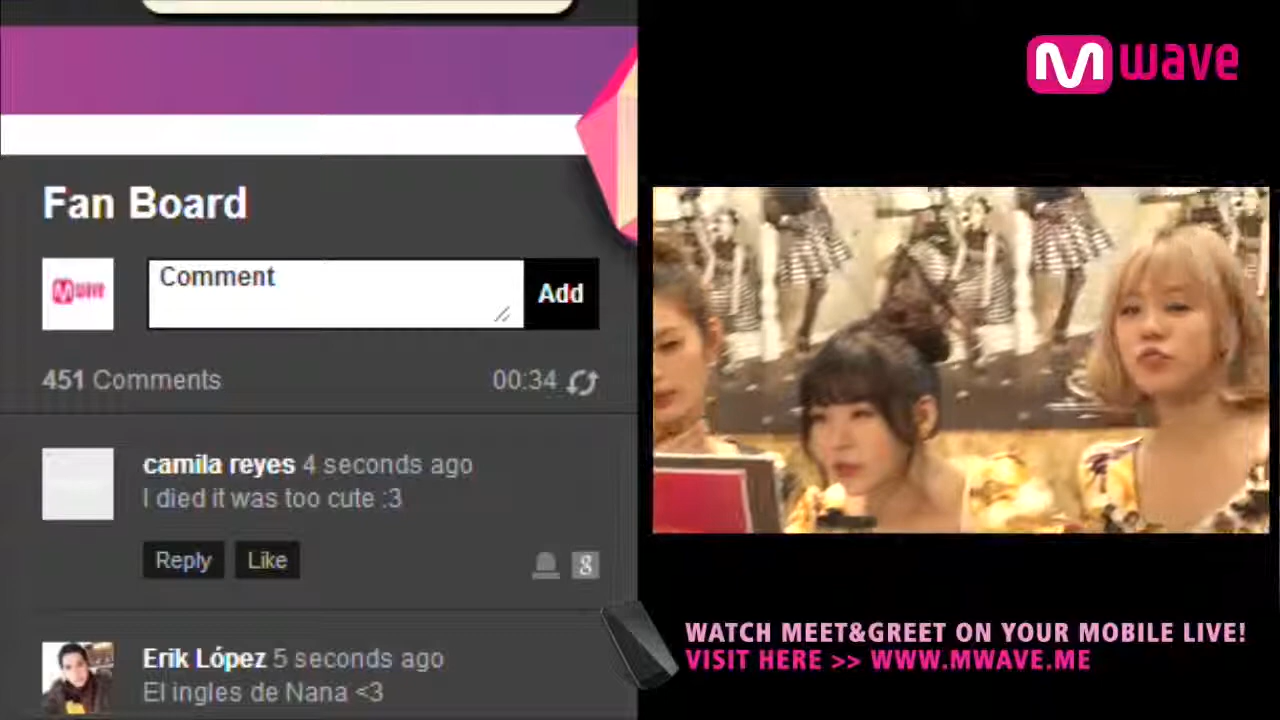 Mwave
Fan Board
Mwave
Comment
Add
451 Comments
00:34
camila reyes 4 seconds ago
I died it was too cute :3
Reply
Like
8
Erik López 5 seconds ago
El ingles de Nana <3
WATCH MEET&GREET ON YOUR MOBILE LIVE!
VISIT HERE >> WWW.MWAVE.ME